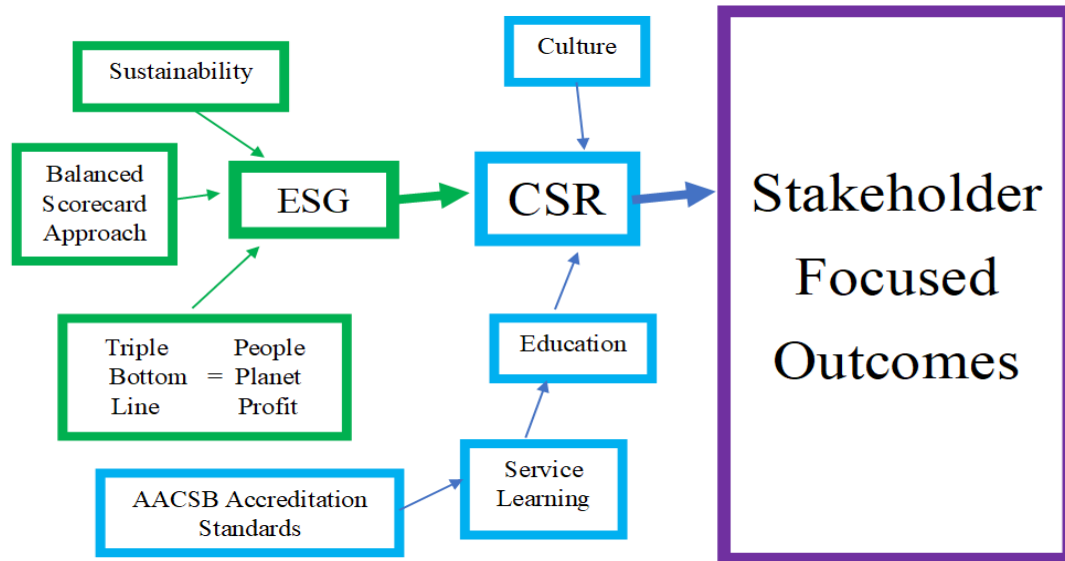 Sustainability
Culture
Balanced
Scorecard
Approach
ESG
CSR
Stakeholder
Focused
Outcomes
Triple People
Bottom = Planet
Line Profit
Education
AACSB Accreditation
Standards
Service
Learning